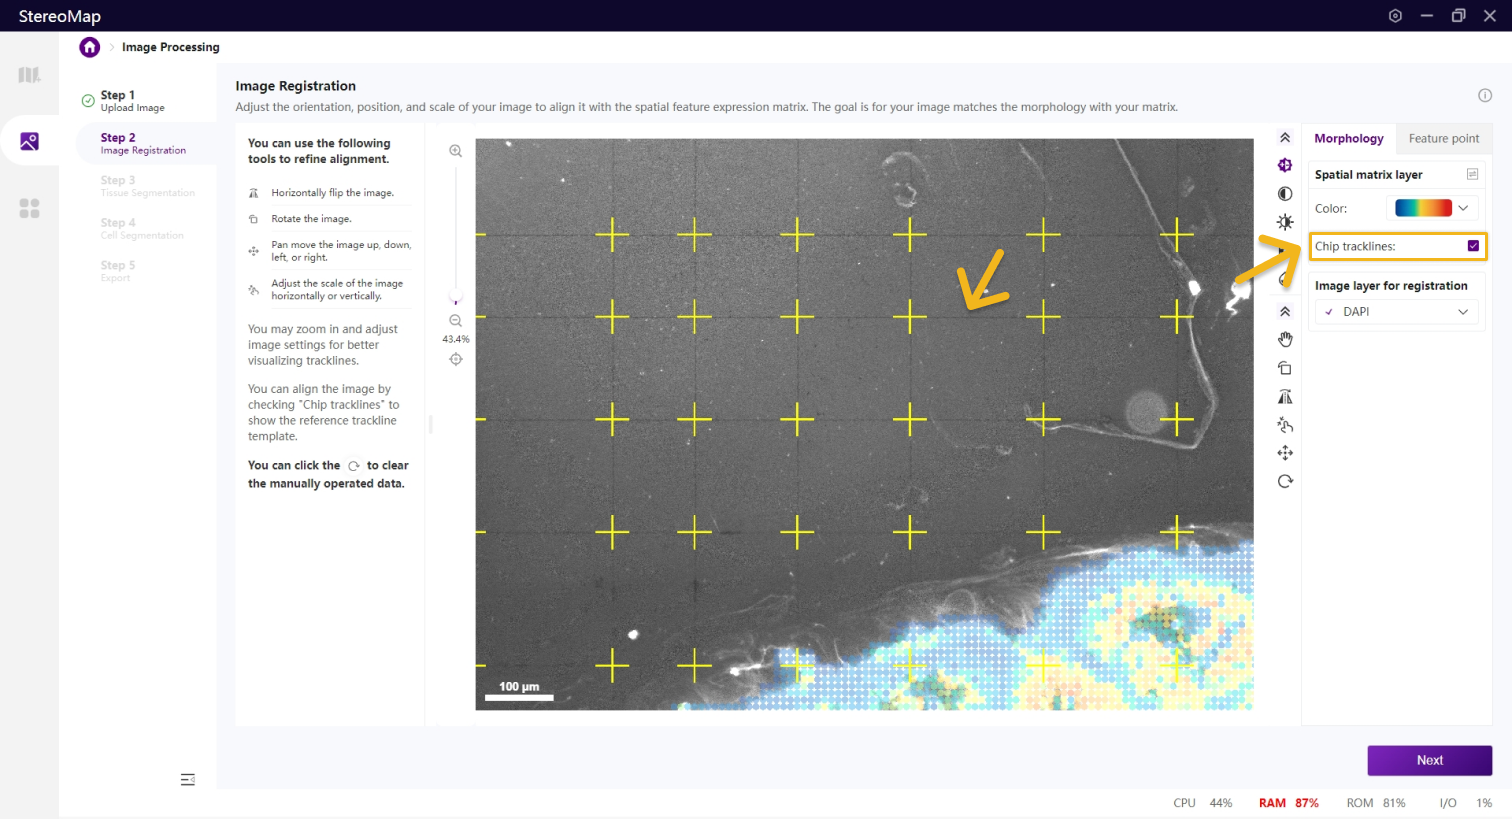 StereoMap
Image Processing
Step 1
Upload Image
Step 2
Image Registration
Step 3
Tissue Segmentation
Step 4
Cell Segmentation
Step 5
Export
Image Registration
Adjust the orientation, position, and scale of your image to align it with the spatial feature expression matrix. The goal is for your image matches the morphology with your matrix.
You can use the following
tools to refine alignment.
Horizontally flip the image.
Rotate the image.
Pan move the image up, down,
left, or right.
Adjust the scale of the image
horizontally or vertically.
You may zoom in and adjust
image settings for better
visualizing tracklines.
You can align the image by
checking "Chip tracklines" to
show the reference trackline
template.
You can click the to clear
the manually operated data.
43.4%
100 μm
Morphology
Feature point
Spatial matrix layer
Color:
Chip tracklines:
Image layer for registration
DAPI
Next
CPU 44% RAM 87% ROM 81% I/O 1%